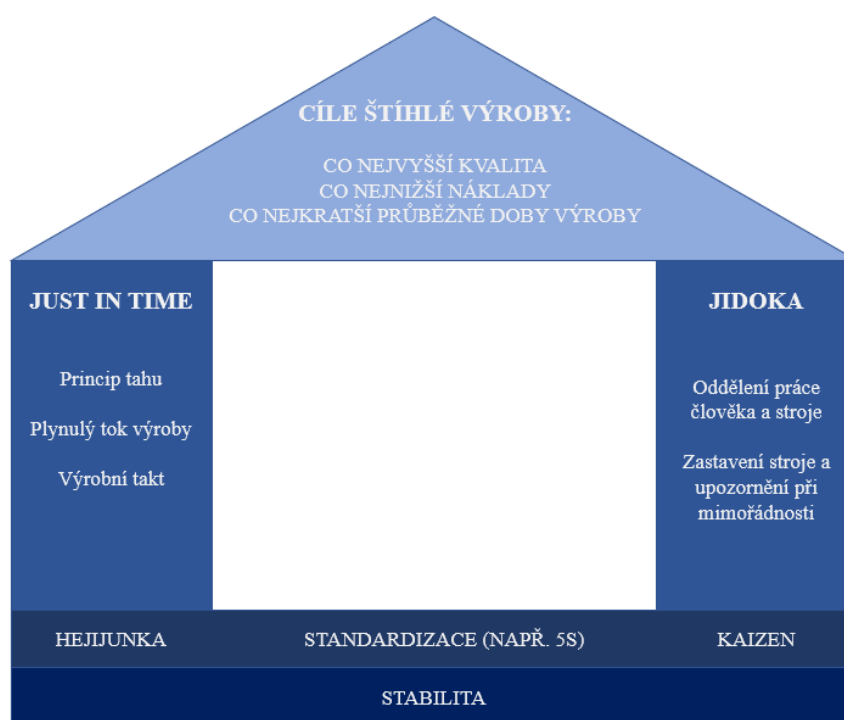 CÍLE ŠTÍHLÉ VÝROBY:
CO NEJVYŠŠÍ KVALITA
CO NEJNIŽŠÍ NÁKLADY
CO NEJKRATŠÍ PRŮBĚŽNÉ DOBY VÝROBY
JUST IN TIME
Princip tahu
Plynulý tok výroby
Výrobní takt
JIDOKA
Oddělení práce
člověka a stroje
Zastavení stroje a
upozornění při
mimořádnosti
HEJIJUNKA
STANDARDIZACE (NAPŘ. 5S)
KAIZEN
STABILITA